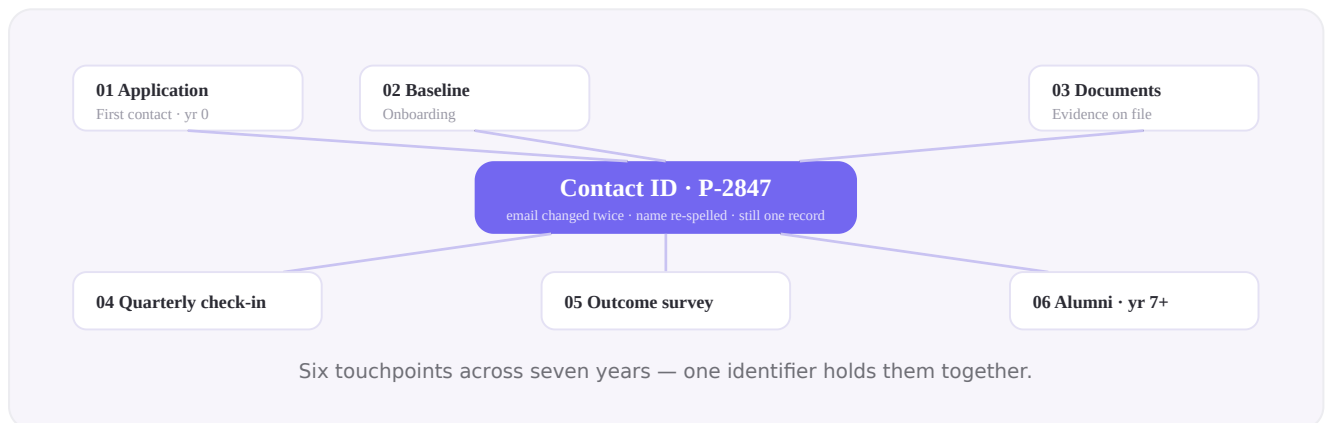 01 Application
First contact · yr 0
02 Baseline
Onboarding
03 Documents
Evidence on file
Contact ID · P-2847
email changed twice · name re-spelled · still one record
04 Quarterly check-in
05 Outcome survey
06 Alumni · yr 7+
Six touchpoints across seven years — one identifier holds them together.